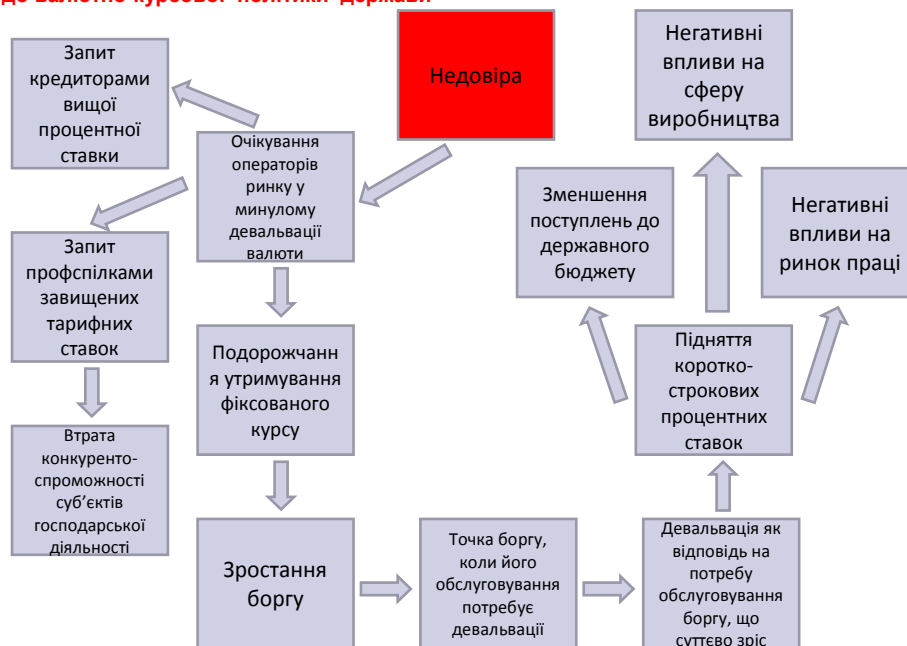 до валютно-курсової політики держави
Запит
кредиторами
вищої
процентної
ставки
Недовіра
Негативні
впливи на
сферу
виробництва
Очікування
операторів
ринку у
минулому
девальвації
валюти
Зменшення
поступлень до
державного
бюджету
Негативні
впливи на
ринок праці
Запит
профспілками
завищених
тарифних
ставок
Подорожчанн
я утримування
фіксованого
курсу
Підняття
коротко-
строкових
процентних
ставок
Втрата
конкуренто-
спроможності
суб’єктів
господарської
діяльності
Зростання
боргу
Точка боргу,
коли його
обслуговування
потребує
девальвації
Девальвація як
відповідь на
потребу
обслуговування
боргу, що
суттєво зріс